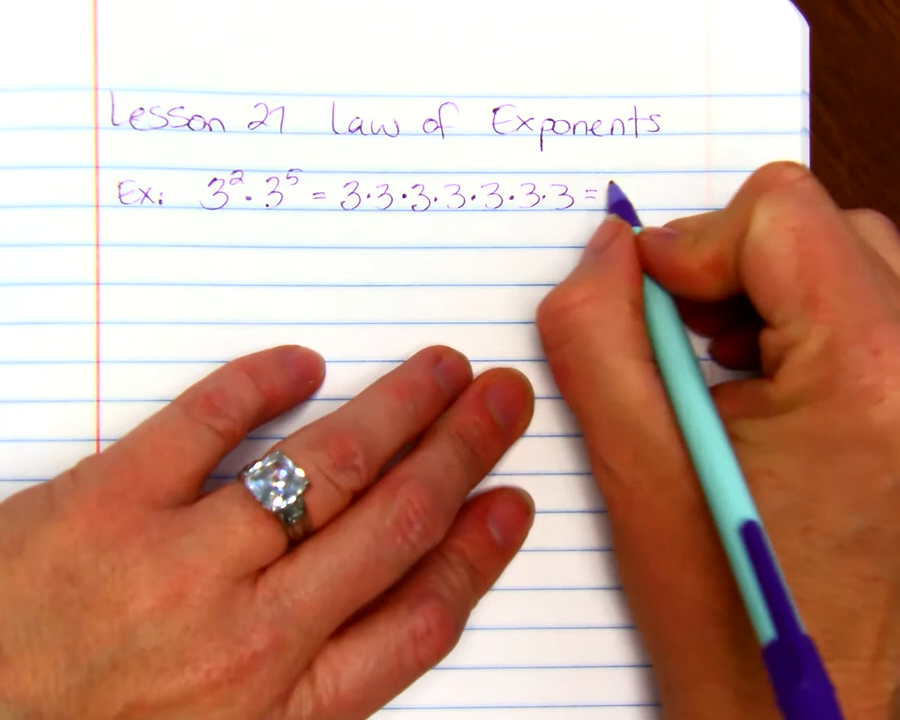 Lesson 21 Law of Exponents
Ex: 3² · 3⁵ = 3·3·3·3·3·3·3 =